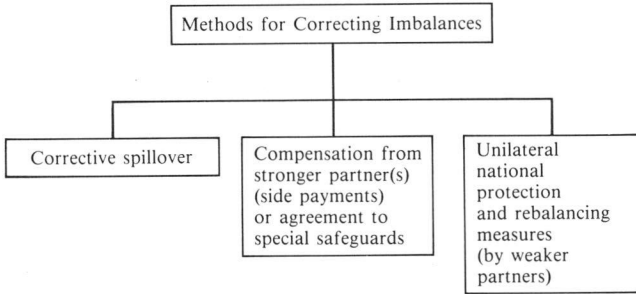 Methods for Correcting Imbalances
Corrective spillover
Compensation from
stronger partner(s)
(side payments)
or agreement to
special safeguards
Unilateral
national
protection
and rebalancing
measures
(by weaker
partners)